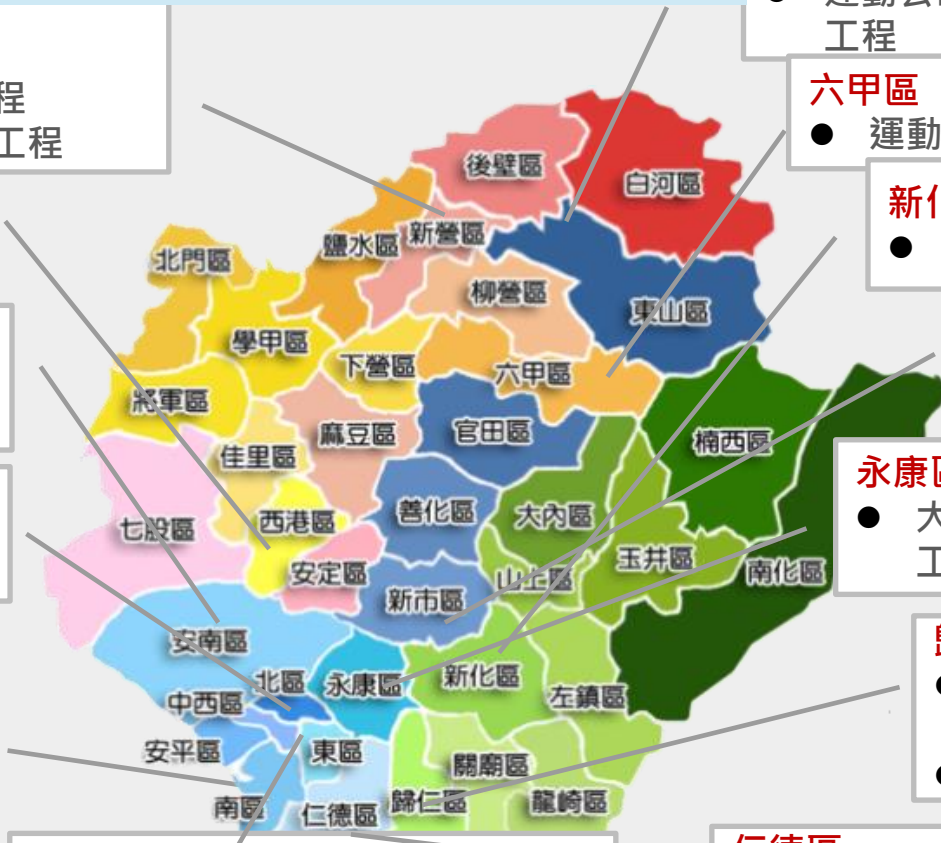 工程
程
工程
六甲區
● 運動
新
●
後壁區
白河區
新營區
鹽水區
北門區
柳營區
東山區
學甲區
下營區
六甲區
將軍區
麻豆區
官田區
楠西區
佳里區
永康
● 大
工
善化區
大內區
西港區
七股區
玉井區
安定區
山上區
南化區
新市區
安南區
新化區
北區
永康區
左鎮區
中西區
安平區
東區
關廟區
南區
仁德區
歸仁區
龍崎區
●
●